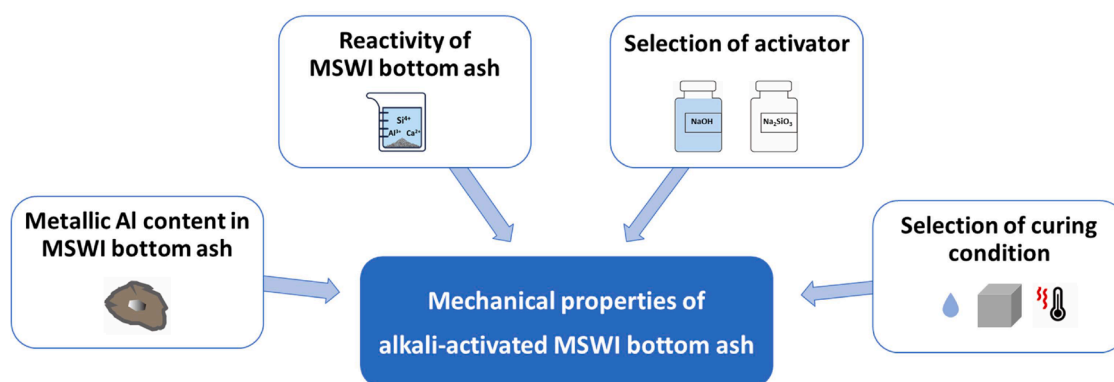 Reactivity of
MSWI bottom ash
Si⁴⁺
Al³⁺ Ca²⁺
Selection of activator
NaOH
Na₂SiO₃
Metallic Al content in
MSWI bottom ash
Selection of curing
condition
Mechanical properties of
alkali-activated MSWI bottom ash